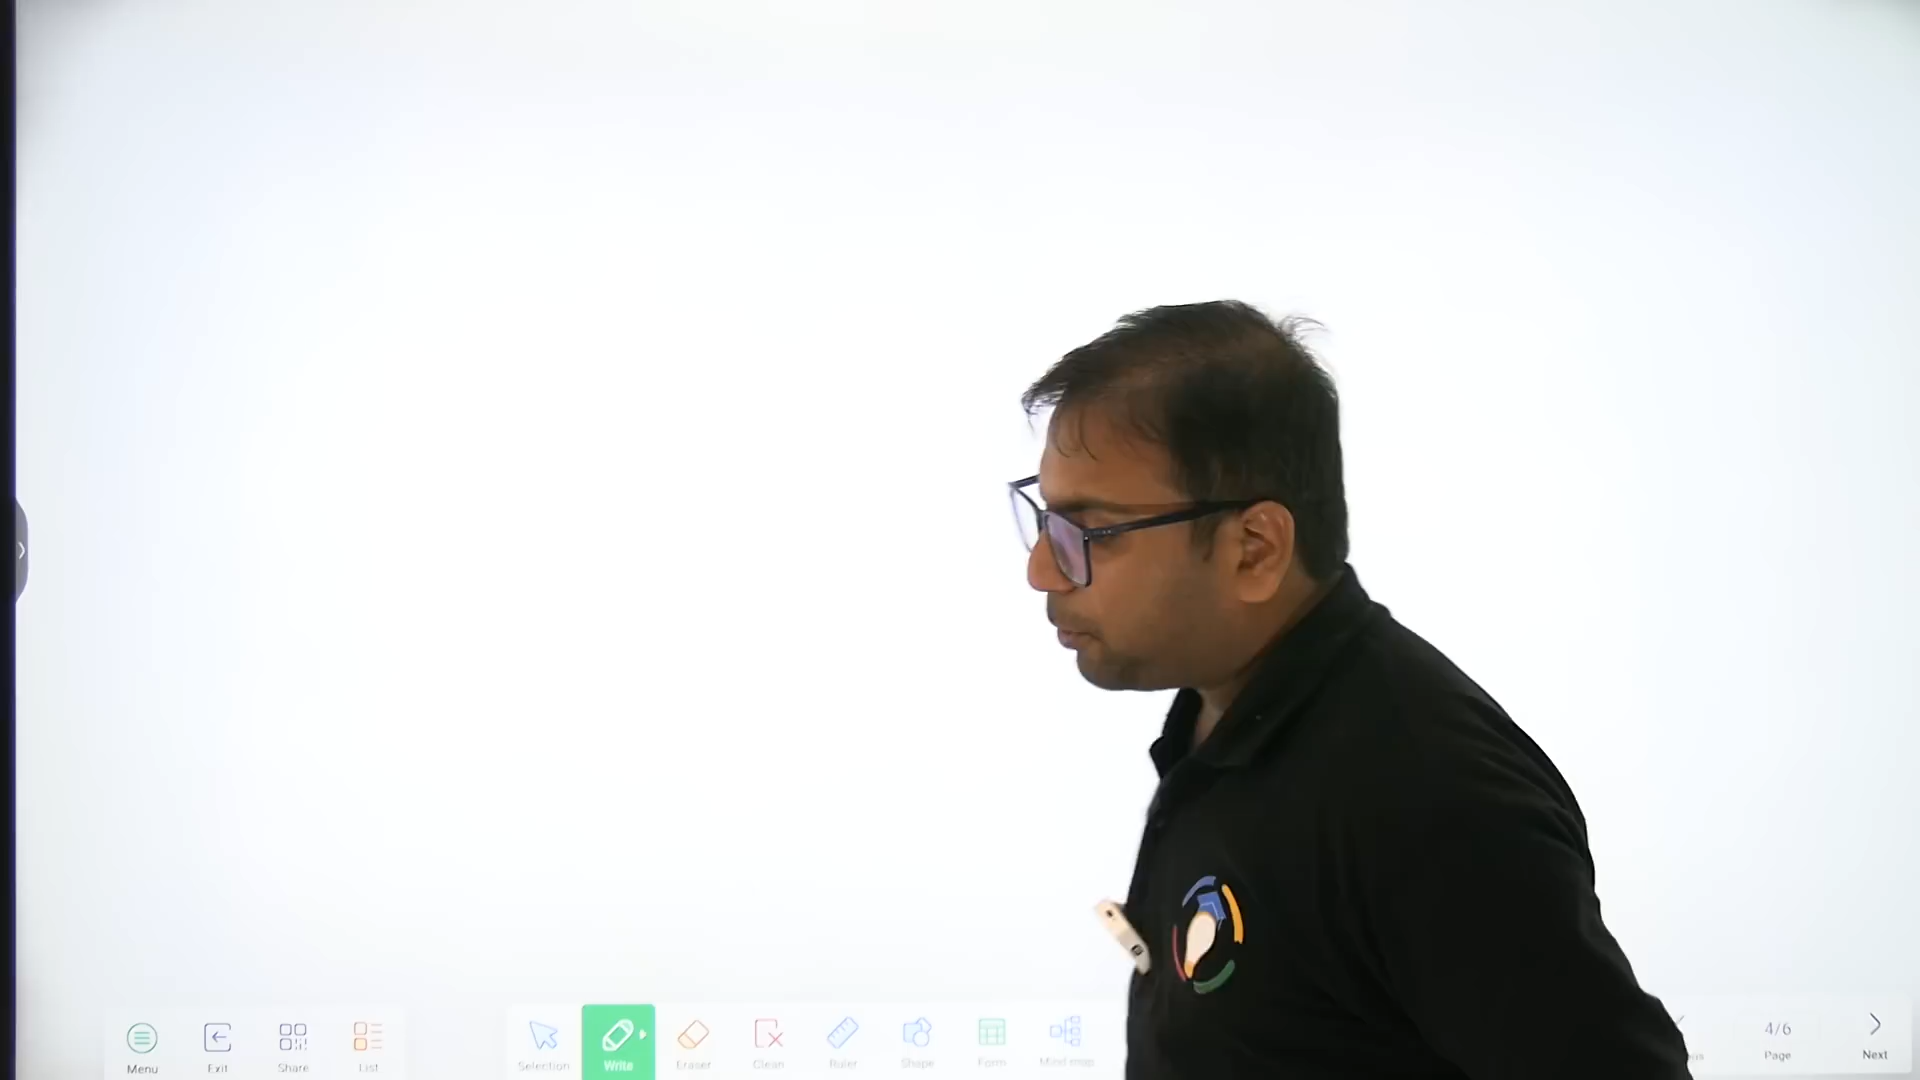 Menu
Exit
Share
List
Selection
Write
Eraser
Clean
Ruler
Shape
Form
Mind map
4/6
Page
Next